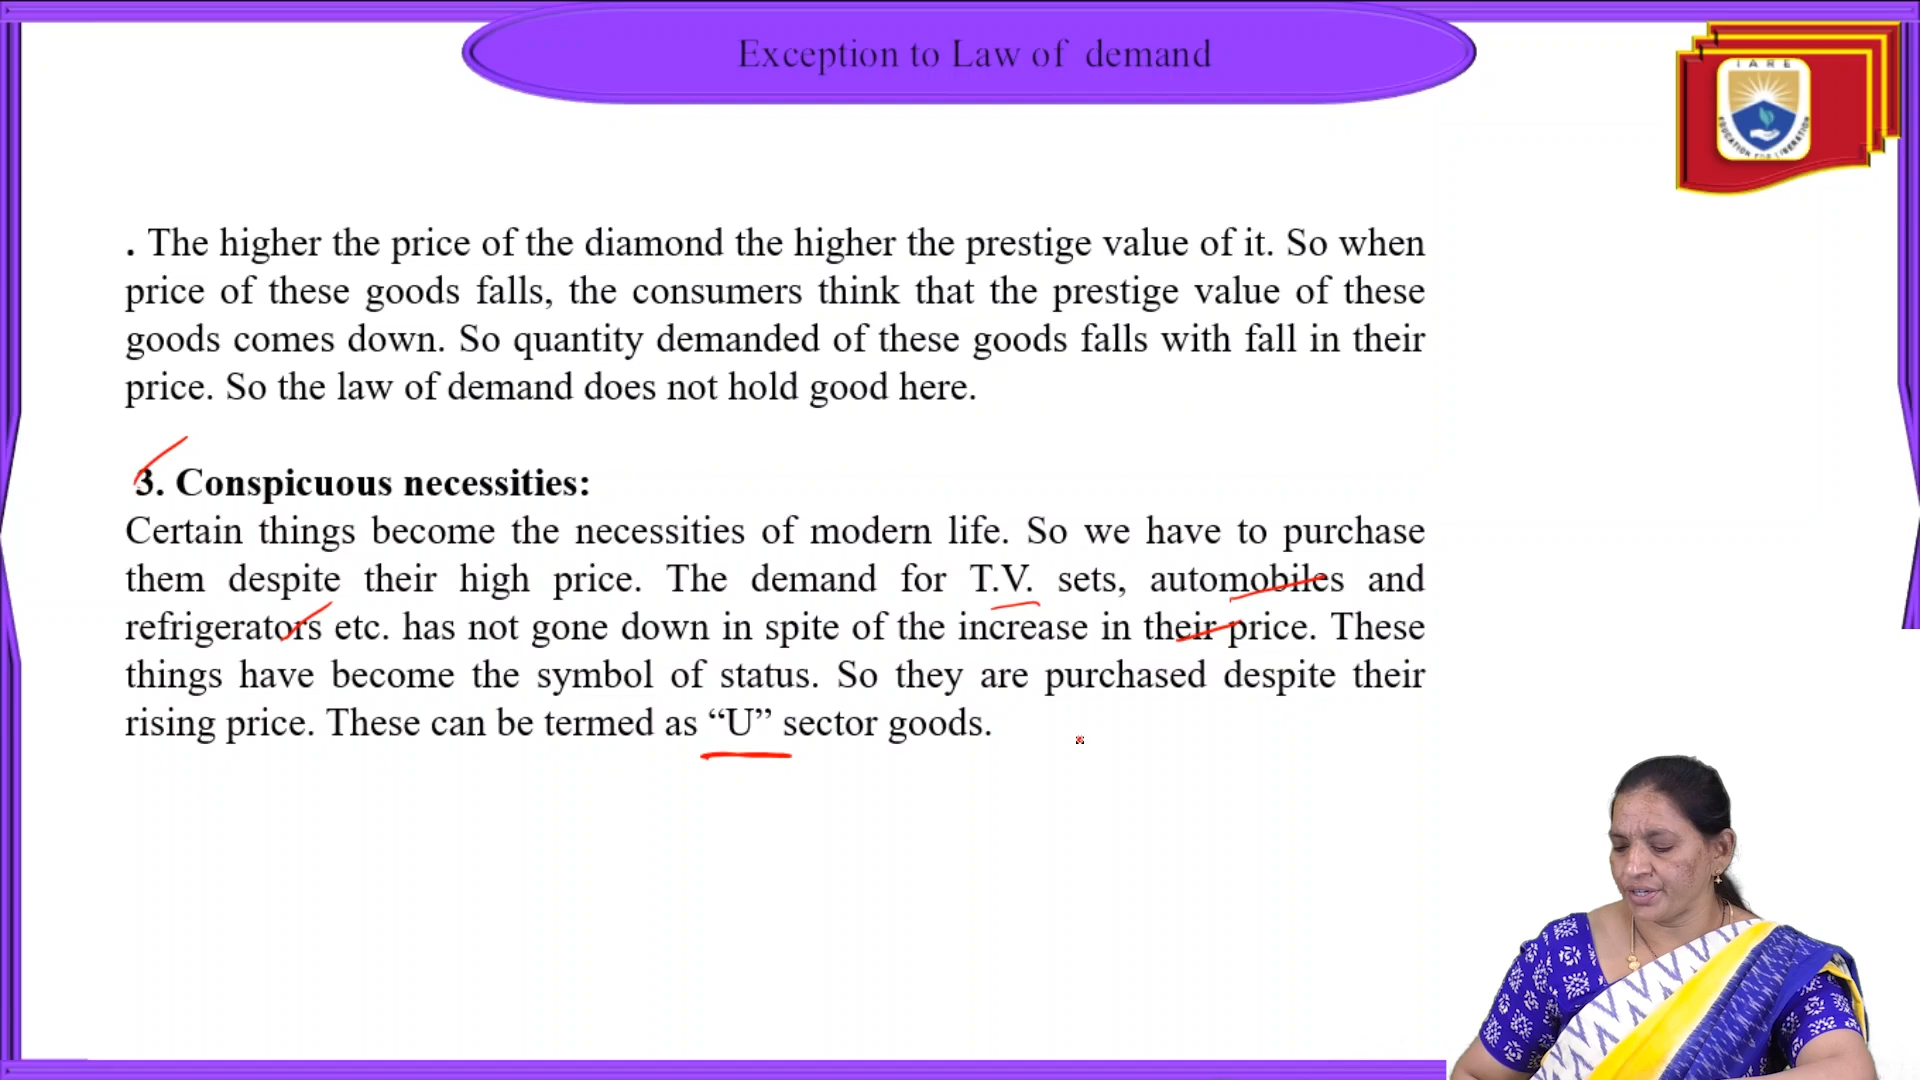 Exception to Law of demand
I A R E
EDUCATION FOR LIBERATION
. The higher the price of the diamond the higher the prestige value of it. So when
price of these goods falls, the consumers think that the prestige value of these
goods comes down. So quantity demanded of these goods falls with fall in their
price. So the law of demand does not hold good here.
3. Conspicuous necessities:
Certain things become the necessities of modern life. So we have to purchase
them despite their high price. The demand for T.V. sets, automobiles and
refrigerators etc. has not gone down in spite of the increase in their price. These
things have become the symbol of status. So they are purchased despite their
rising price. These can be termed as “U” sector goods.